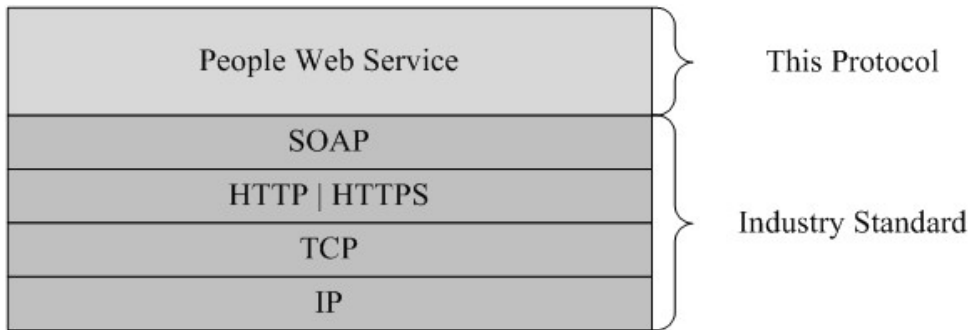 People Web Service
This Protocol
SOAP
HTTP | HTTPS
TCP
IP
Industry Standard